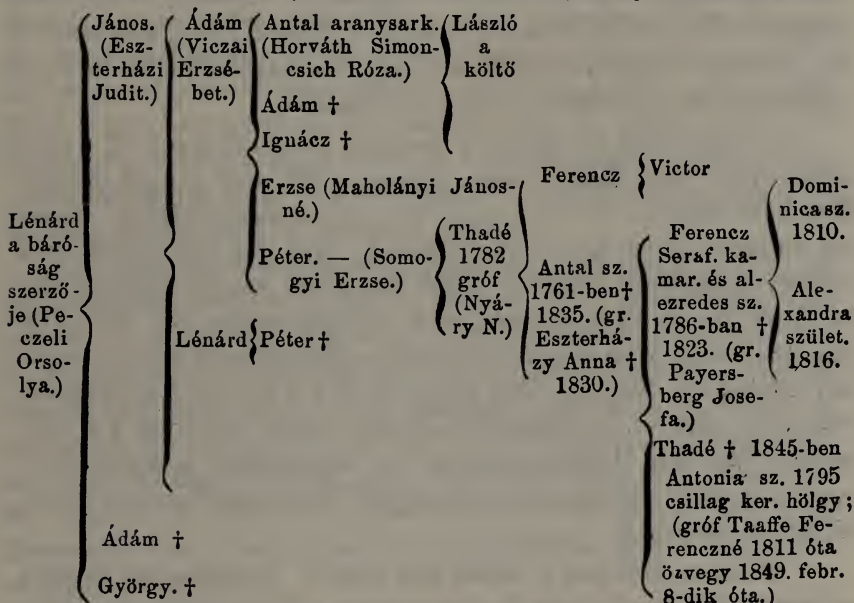 Lénárd
a báró-
ság
szerző-
je (Pe-
czeli
Orso-
lya.)
János.
(Esz-
terházi
Judit.)
Ádám †
György. †
Ádám
(Viczai
Erzsé-
bet.)
Lénárd
Antal aranysark.
(Horváth Simon-
csich Róza.)
Ádám †
Ignácz †
Erzse (Maholányi János-
né.)
Péter. — (Somo-
gyi Erzse.)
Péter †
László
a
költő
Thadé
1782
gróf
(Nyá-
ry N.)
Ferencz
Antal sz.
1761-ben†
1835. (gr.
Eszterhá-
zy Anna †
1830.)
Victor
Ferencz
Seraf. ka-
mar. és al-
ezredes sz.
1786-ban †
1823. (gr.
Payers-
berg Jose-
fa.)
Thadé † 1845-ben
Antonia sz. 1795
csillag ker. hölgy ;
(gróf Taaffe Fe-
renczné 1811 óta
özvegy 1849. febr.
8-dik óta.)
Domi-
nica sz.
1810.
Ale-
xandra
szület.
1816.